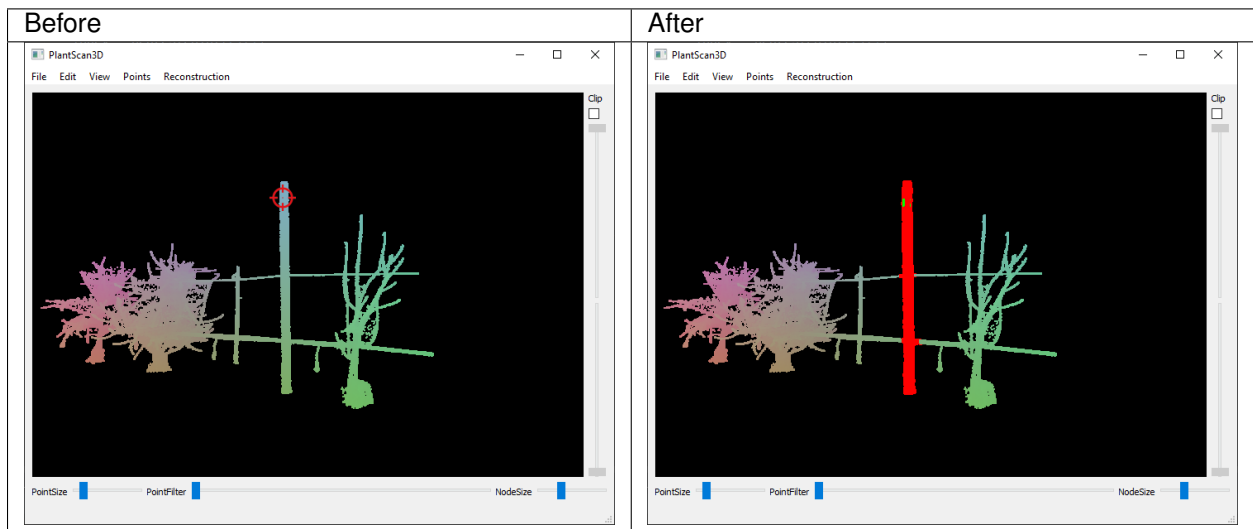 Before
After
PlantScan3D
File Edit View Points Reconstruction
Clip
PointSize PointFilter NodeSize
PlantScan3D
File Edit View Points Reconstruction
Clip
PointSize PointFilter NodeSize